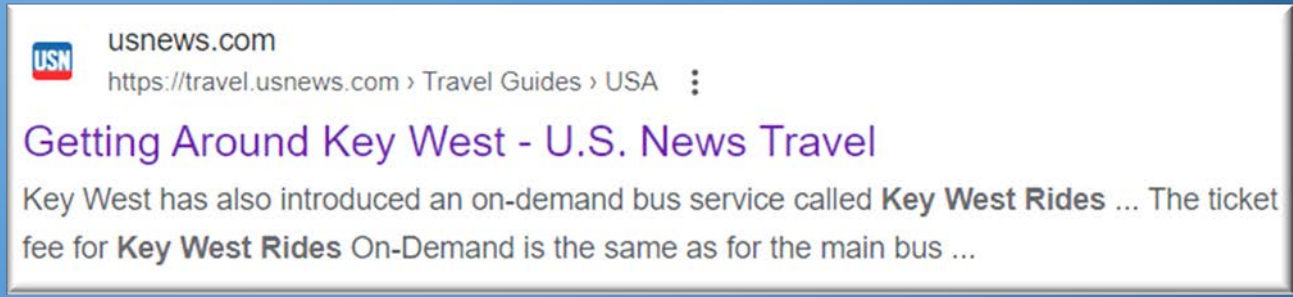 usnews.com
USN
https://travel.usnews.com › Travel Guides › USA
Getting Around Key West - U.S. News Travel
Key West has also introduced an on-demand bus service called Key West Rides ... The ticket
fee for Key West Rides On-Demand is the same as for the main bus ...